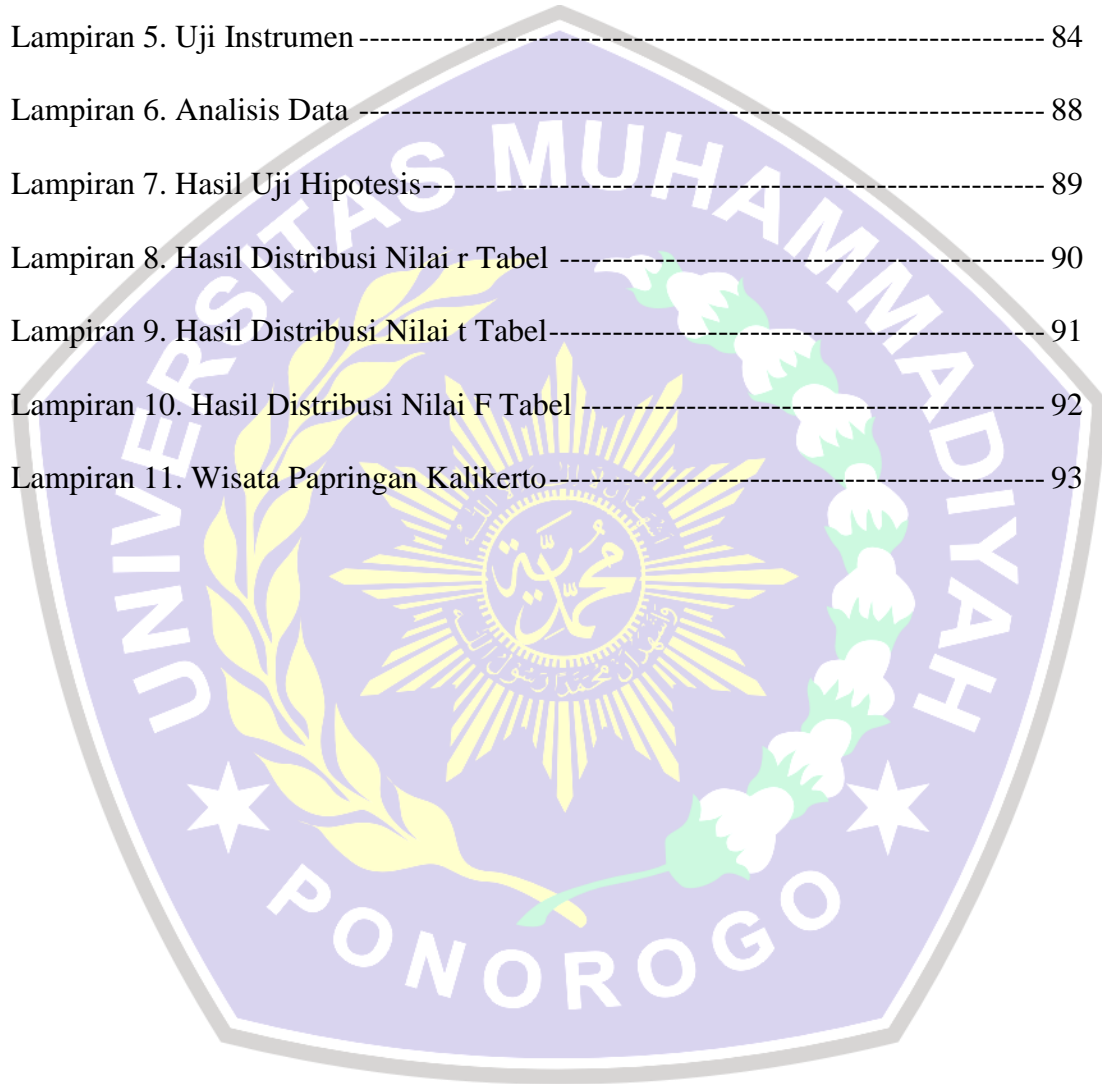 Lampiran 5. Uji Instrumen ----------------------------------------------------------------- 84
Lampiran 6. Analisis Data ----------------------------------------------------------------- 88
Lampiran 7. Hasil Uji Hipotesis----------------------------------------------------------- 89
Lampiran 8. Hasil Distribusi Nilai r Tabel ---------------------------------------------- 90
Lampiran 9. Hasil Distribusi Nilai t Tabel----------------------------------------------- 91
Lampiran 10. Hasil Distribusi Nilai F Tabel -------------------------------------------- 92
Lampiran 11. Wisata Papringan Kalikerto----------------------------------------------- 93
UNIVERSITAS MUHAMMADIYAH
PONOROGO
محمدية